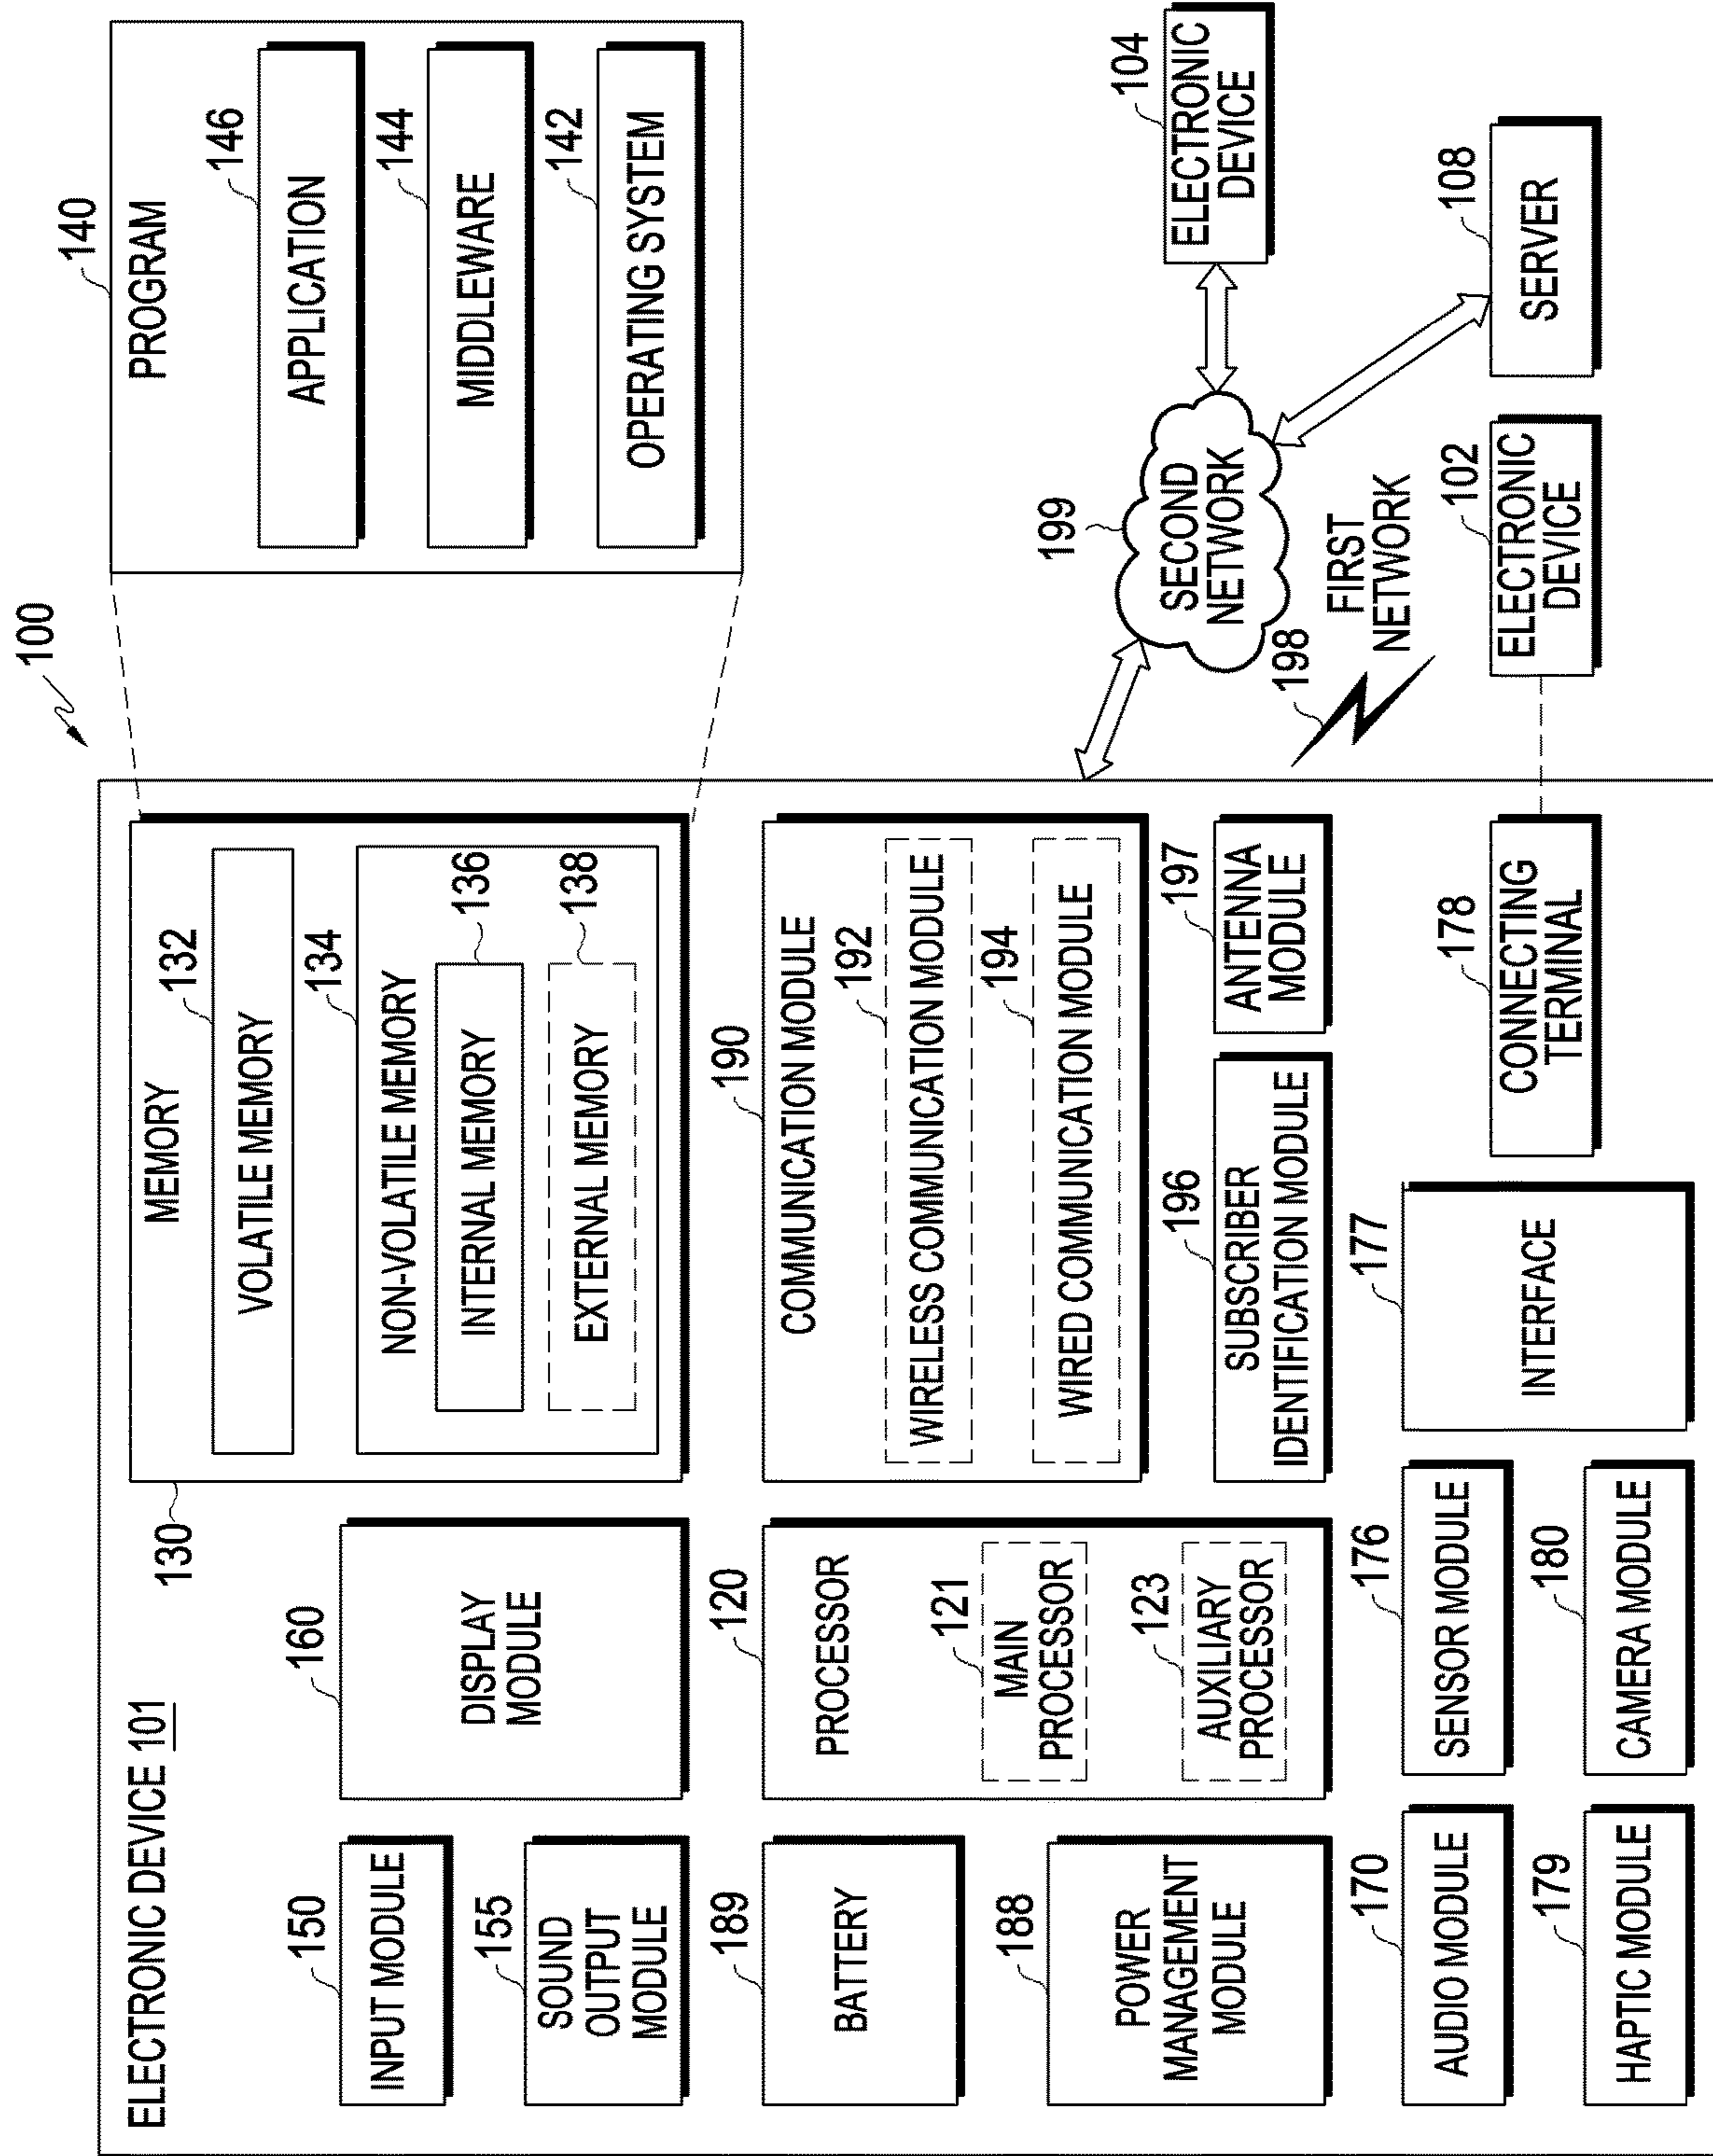 100
ELECTRONIC DEVICE 101
150
INPUT MODULE
155
SOUND
OUTPUT
MODULE
160
DISPLAY
MODULE
130
MEMORY
132
VOLATILE MEMORY
134
NON-VOLATILE MEMORY
136
INTERNAL MEMORY
138
EXTERNAL MEMORY
140
PROGRAM
146
APPLICATION
144
MIDDLEWARE
142
OPERATING SYSTEM
189
BATTERY
188
POWER
MANAGEMENT
MODULE
120
PROCESSOR
121
MAIN
PROCESSOR
123
AUXILIARY
PROCESSOR
190
COMMUNICATION MODULE
192
WIRELESS COMMUNICATION MODULE
194
WIRED COMMUNICATION MODULE
196
SUBSCRIBER
IDENTIFICATION MODULE
197
ANTENNA
MODULE
199
SECOND
NETWORK
104
ELECTRONIC
DEVICE
198
FIRST
NETWORK
108
SERVER
170
AUDIO MODULE
176
SENSOR MODULE
177
INTERFACE
178
CONNECTING
TERMINAL
102
ELECTRONIC
DEVICE
179
HAPTIC MODULE
180
CAMERA MODULE